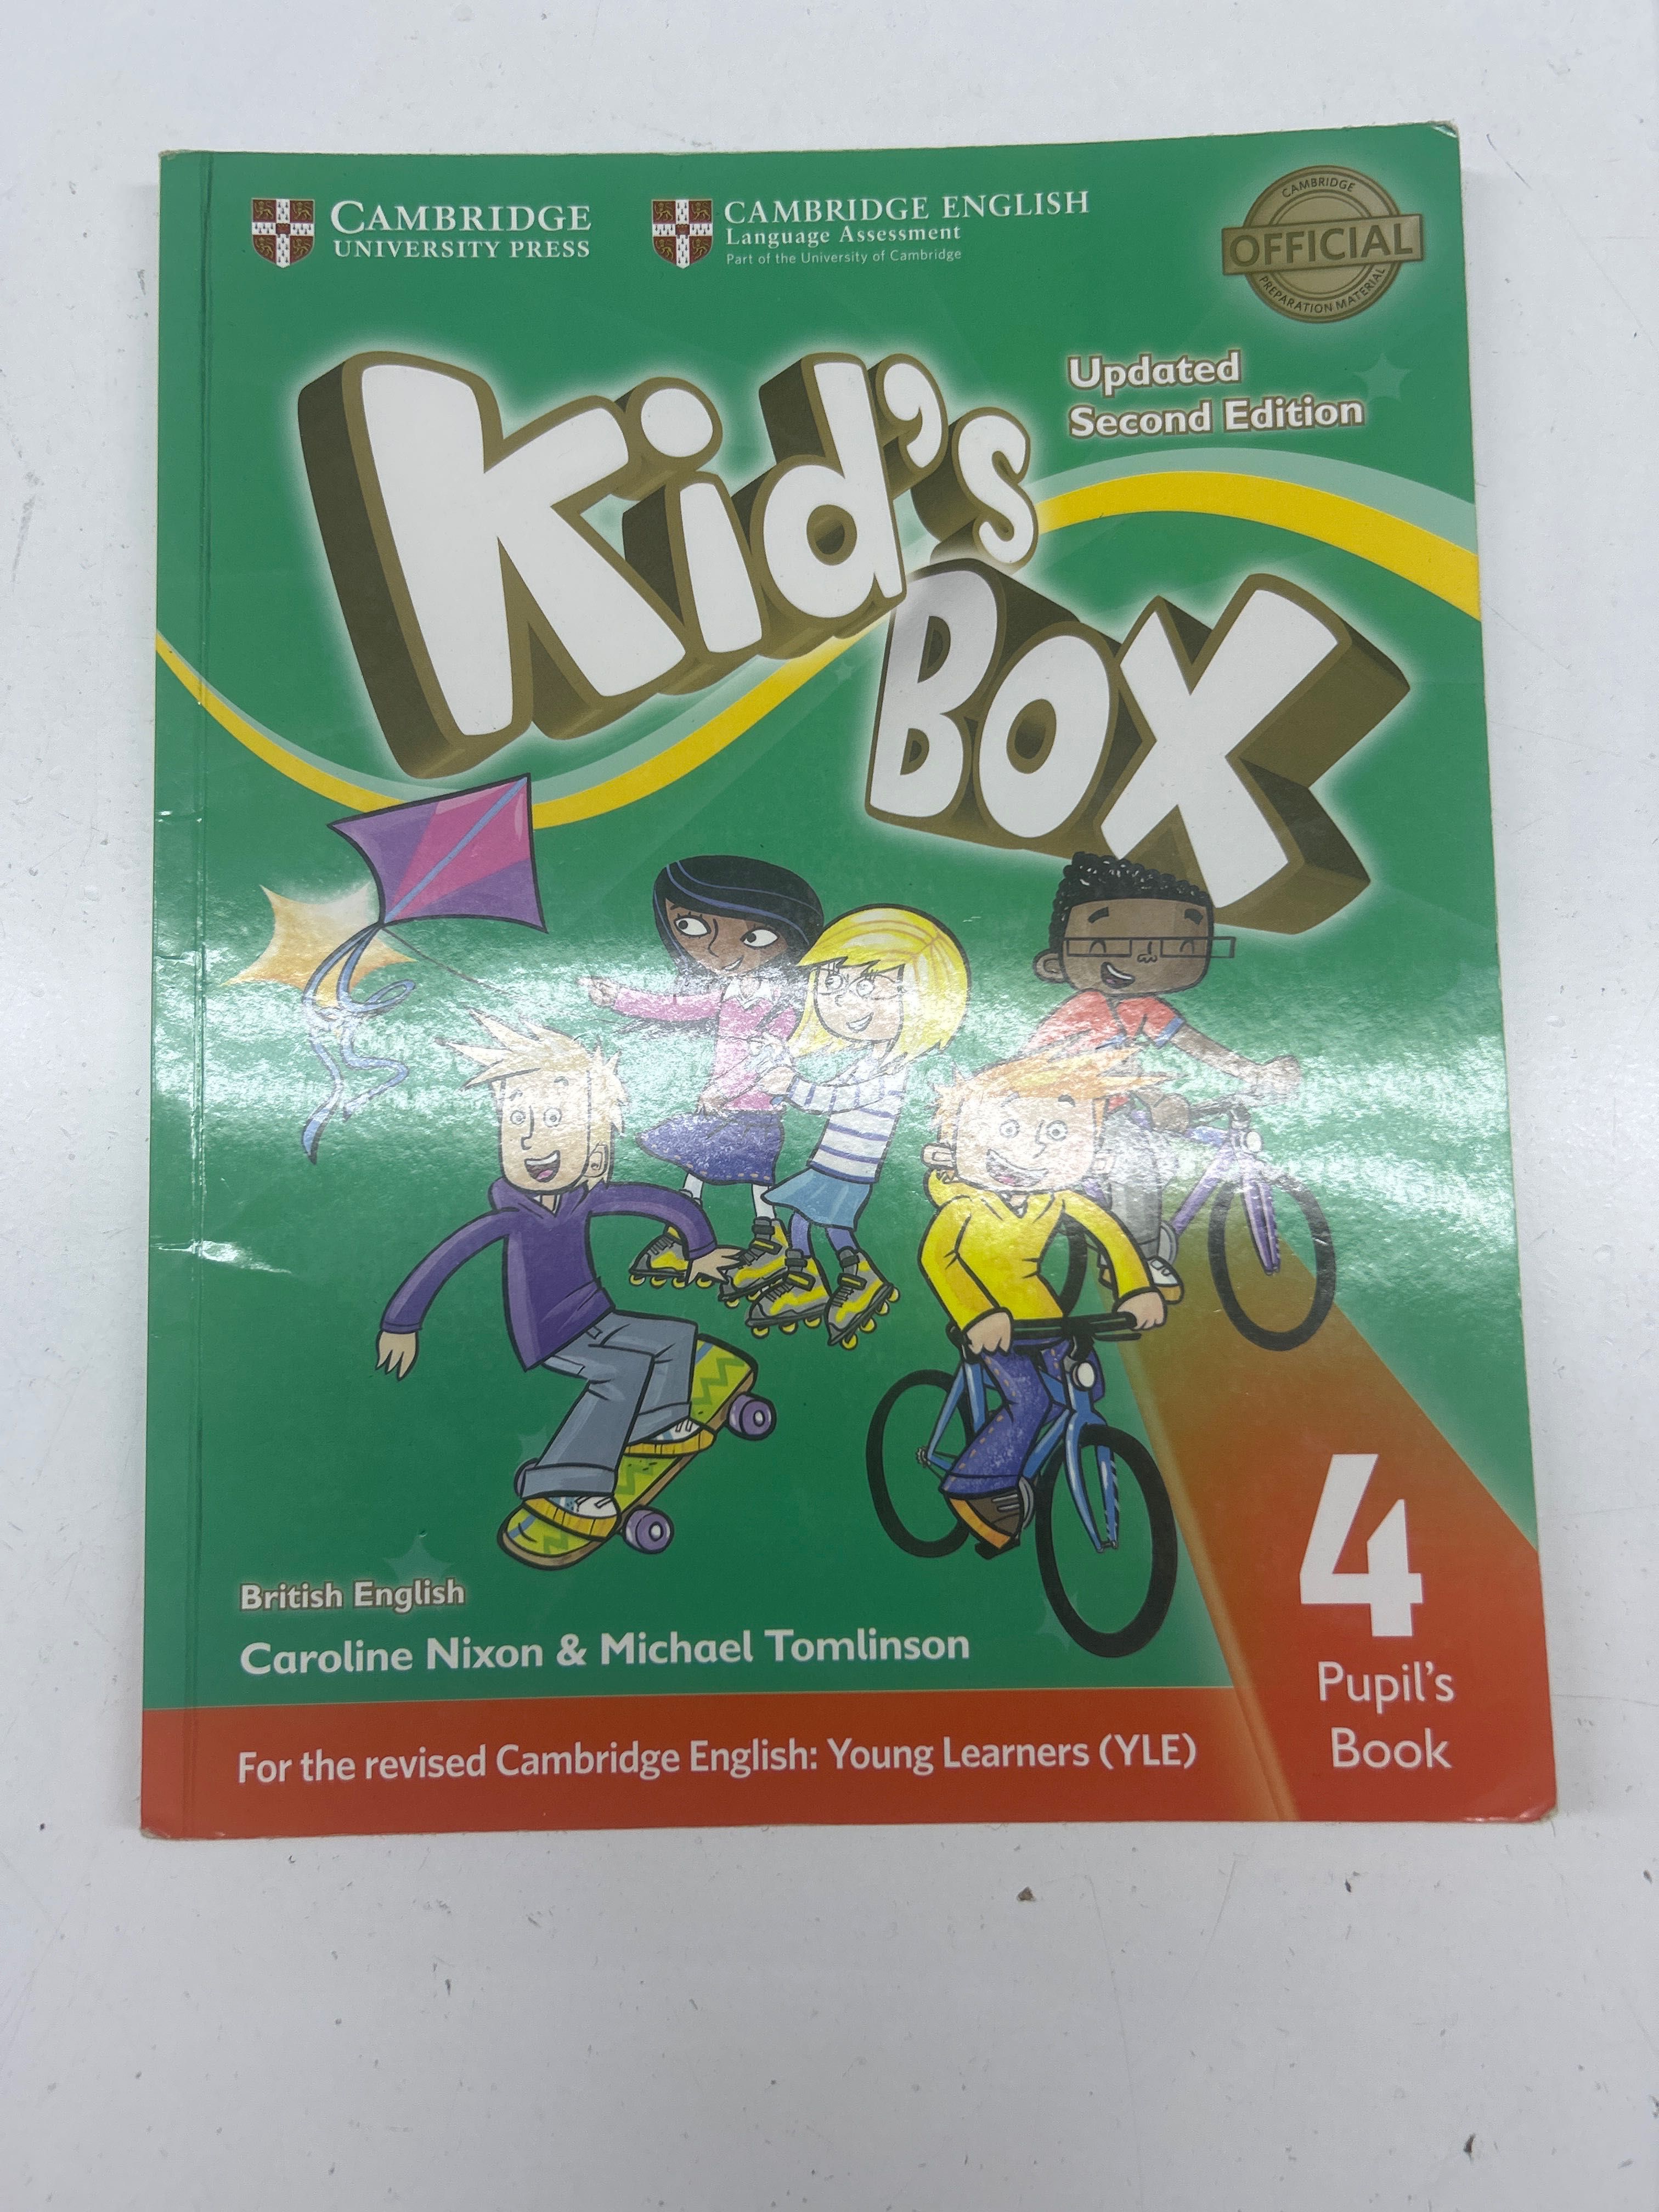 CAMBRIDGE
UNIVERSITY PRESS
CAMBRIDGE ENGLISH
Language Assessment
Part of the University of Cambridge
CAMBRIDGE
OFFICIAL
PREPARATION MATERIAL
Updated
Second Edition
Kid's
Box
British English
Caroline Nixon & Michael Tomlinson
4
Pupil's
Book
For the revised Cambridge English: Young Learners (YLE)